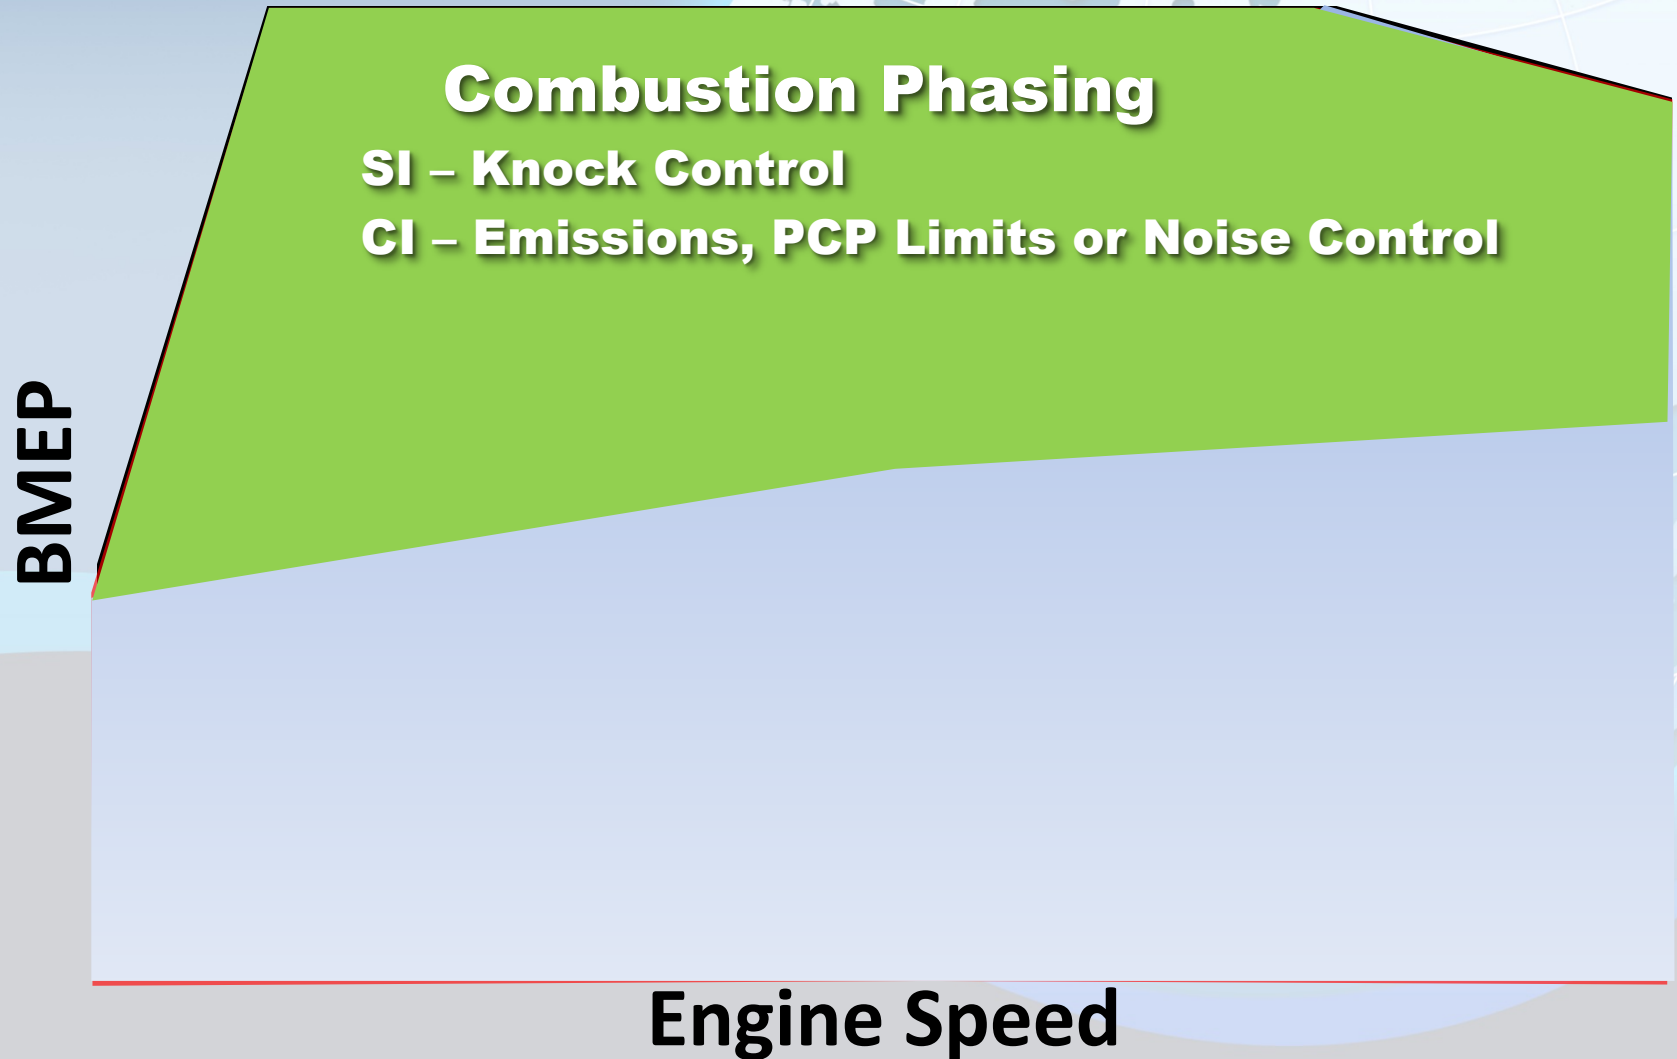 Combustion Phasing
SI – Knock Control
CI – Emissions, PCP Limits or Noise Control
BMEP
Engine Speed